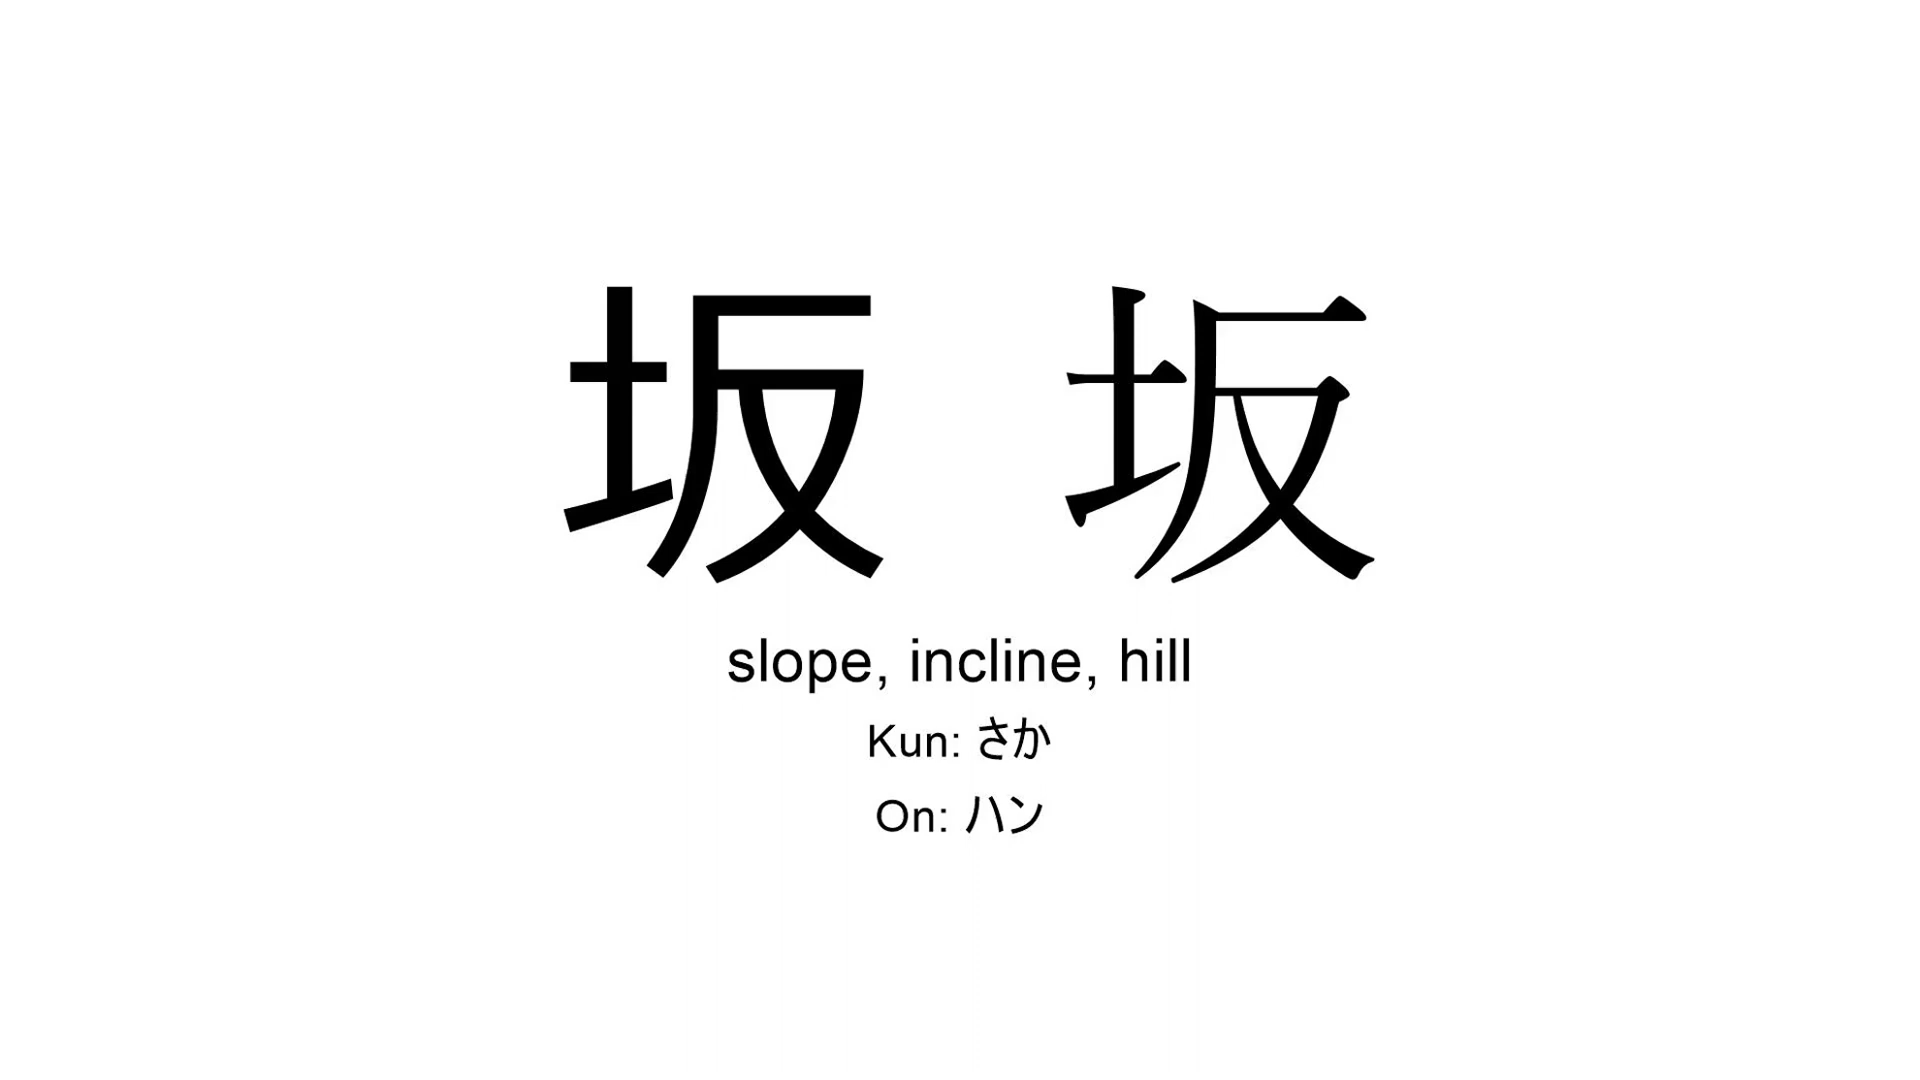 坂 坂
slope, incline, hill
Kun: さか
On: ハン